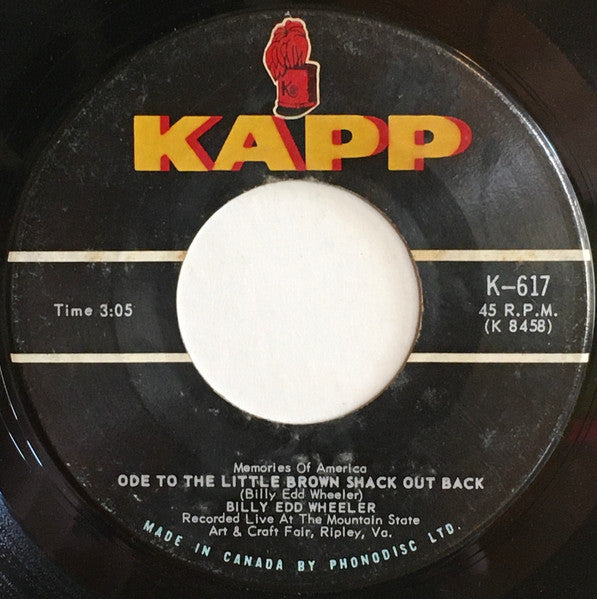 K
KAPP
K-617
Time 3:05
45 R.P.M.
(K 8458)
Memories Of America
ODE TO THE LITTLE BROWN SHACK OUT BACK
(Billy Edd Wheeler)
BILLY EDD WHEELER
Recorded Live At The Mountain State
Art & Craft Fair, Ripley, Va.
MADE IN CANADA BY PHONODISC LTD.